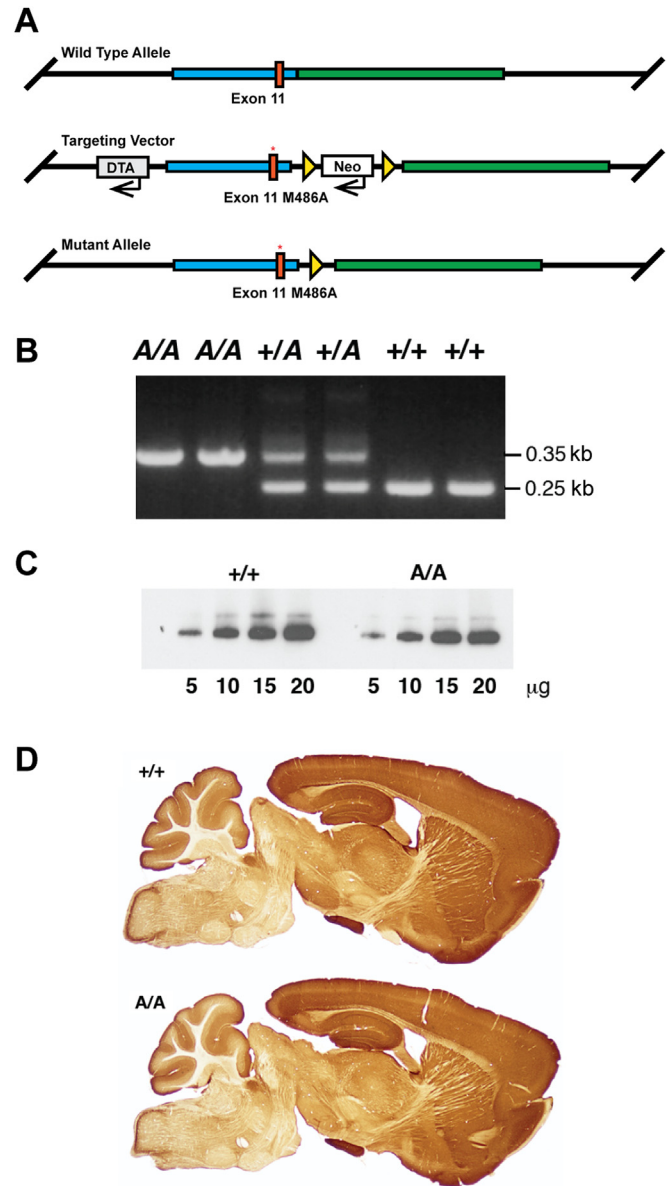 A
Wild Type Allele
Exon 11
Targeting Vector
DTA
*
Neo
Exon 11 M486A
Mutant Allele
*
Exon 11 M486A
B
A/A A/A +/A +/A +/+ +/+
0.35 kb
0.25 kb
C
+/+ A/A
5 10 15 20 5 10 15 20 µg
D
+/+
A/A